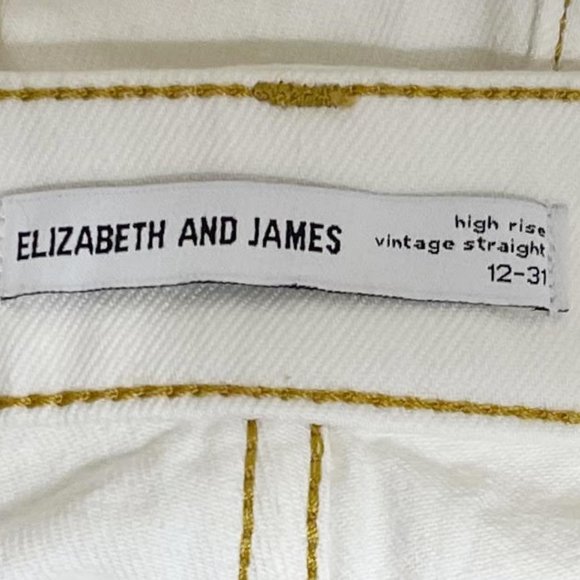 ELIZABETH AND JAMES
high rise
vintage straight
12-31